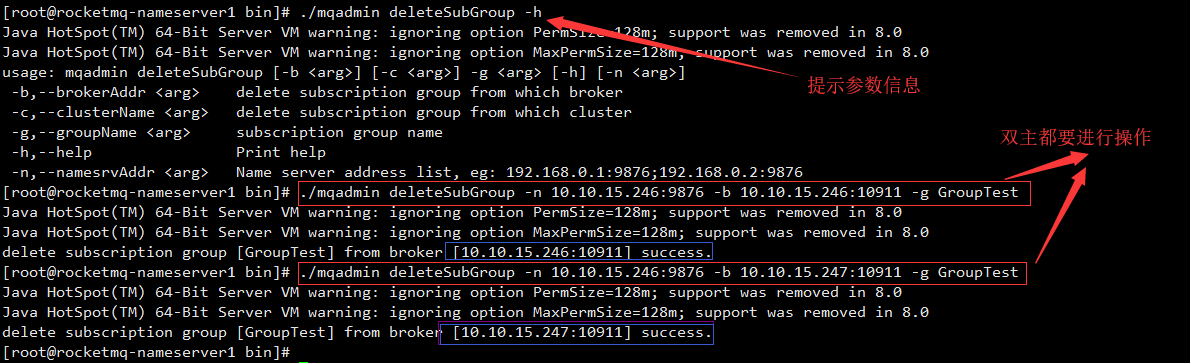 [root@rocketmq-nameserver1 bin]# ./mqadmin deleteSubGroup -h
Java HotSpot(TM) 64-Bit Server VM warning: ignoring option PermSize=128m; support was removed in 8.0
Java HotSpot(TM) 64-Bit Server VM warning: ignoring option MaxPermSize=128m; support was removed in 8.0
usage: mqadmin deleteSubGroup [-b <arg>] [-c <arg>] -g <arg> [-h] [-n <arg>]
提示参数信息
-b,--brokerAddr <arg>    delete subscription group from which broker
-c,--clusterName <arg>   delete subscription group from which cluster
-g,--groupName <arg>     subscription group name
双主都要进行操作
-h,--help                Print help
-n,--namesrvAddr <arg>   Name server address list, eg: 192.168.0.1:9876;192.168.0.2:9876
[root@rocketmq-nameserver1 bin]# ./mqadmin deleteSubGroup -n 10.10.15.246:9876 -b 10.10.15.246:10911 -g GroupTest
Java HotSpot(TM) 64-Bit Server VM warning: ignoring option PermSize=128m; support was removed in 8.0
Java HotSpot(TM) 64-Bit Server VM warning: ignoring option MaxPermSize=128m; support was removed in 8.0
delete subscription group [GroupTest] from broker [10.10.15.246:10911] success.
[root@rocketmq-nameserver1 bin]# ./mqadmin deleteSubGroup -n 10.10.15.246:9876 -b 10.10.15.247:10911 -g GroupTest
Java HotSpot(TM) 64-Bit Server VM warning: ignoring option PermSize=128m; support was removed in 8.0
Java HotSpot(TM) 64-Bit Server VM warning: ignoring option MaxPermSize=128m; support was removed in 8.0
delete subscription group [GroupTest] from broker [10.10.15.247:10911] success.
[root@rocketmq-nameserver1 bin]#